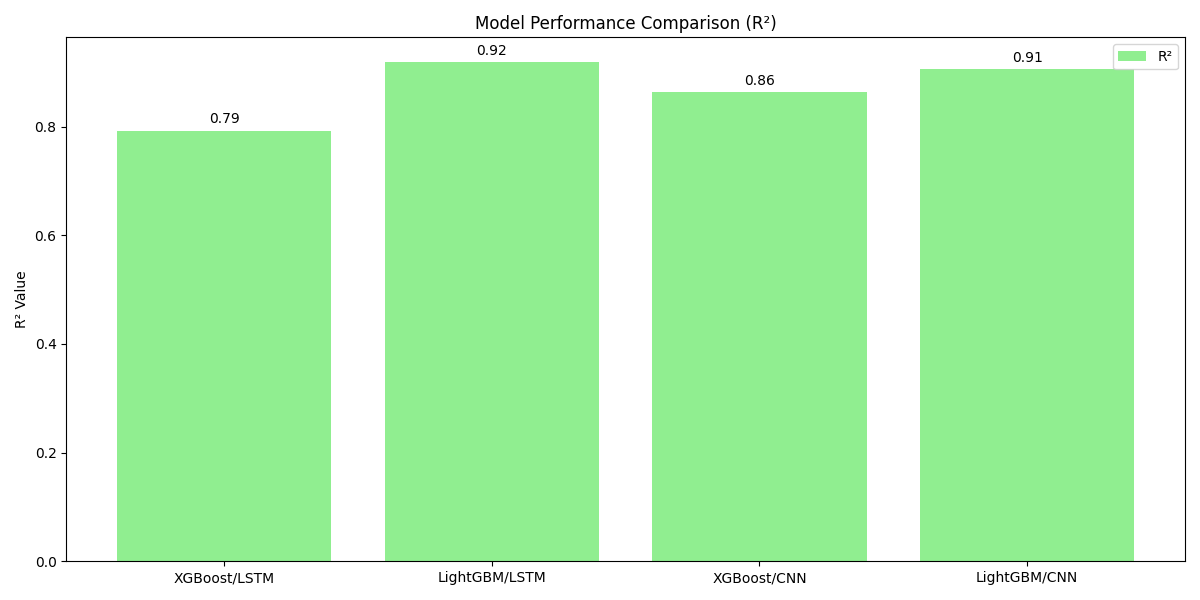 Model Performance Comparison (R²)
R²
0.79
0.92
0.86
0.91
R² Value
0.8
0.6
0.4
0.2
0.0
XGBoost/LSTM
LightGBM/LSTM
XGBoost/CNN
LightGBM/CNN